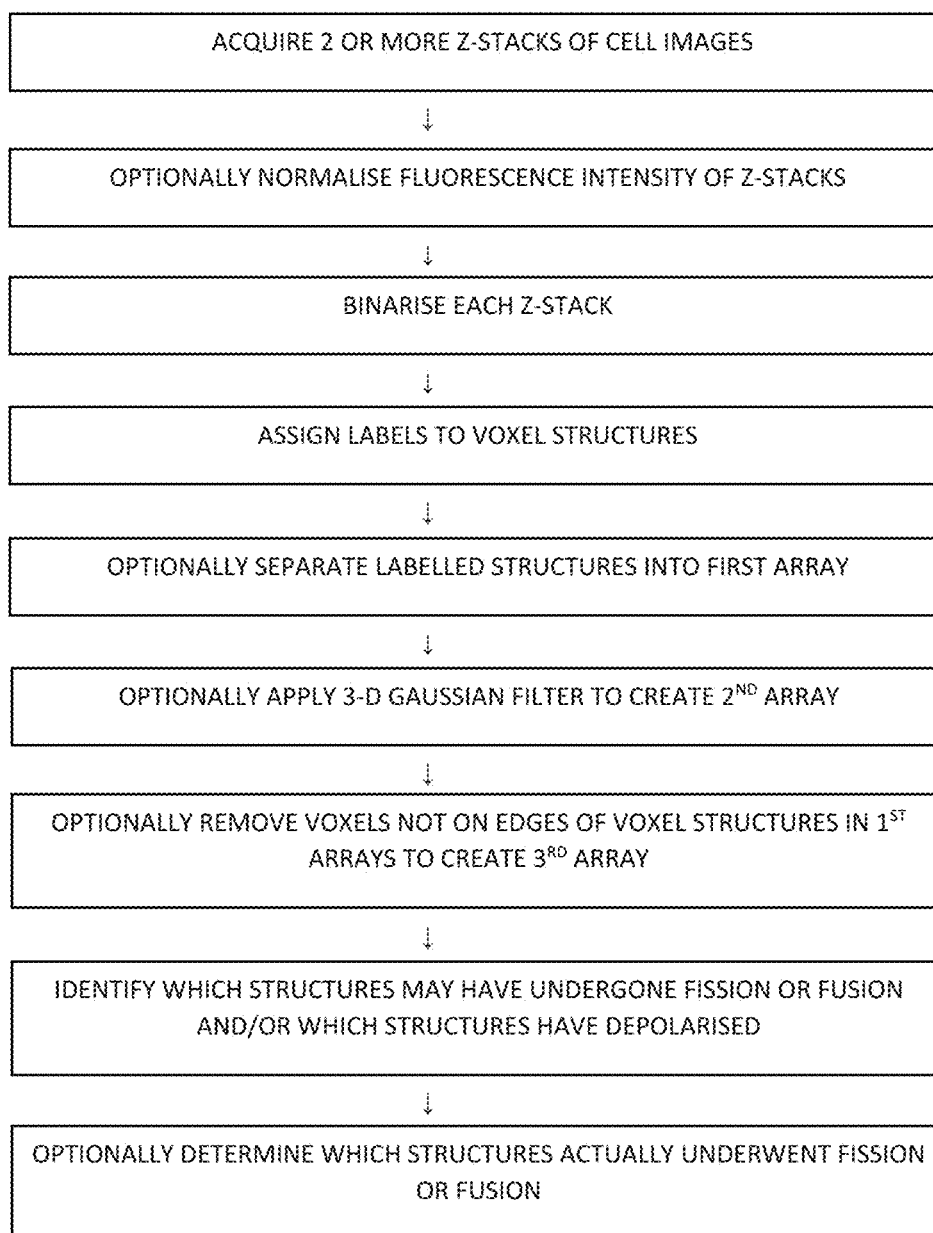 ACQUIRE 2 OR MORE Z-STACKS OF CELL IMAGES
↓
OPTIONALLY NORMALISE FLUORESCENCE INTENSITY OF Z-STACKS
↓
BINARISE EACH Z-STACK
↓
ASSIGN LABELS TO VOXEL STRUCTURES
↓
OPTIONALLY SEPARATE LABELLED STRUCTURES INTO FIRST ARRAY
↓
OPTIONALLY APPLY 3-D GAUSSIAN FILTER TO CREATE 2ND ARRAY
↓
OPTIONALLY REMOVE VOXELS NOT ON EDGES OF VOXEL STRUCTURES IN 1ST
ARRAYS TO CREATE 3RD ARRAY
↓
IDENTIFY WHICH STRUCTURES MAY HAVE UNDERGONE FISSION OR FUSION
AND/OR WHICH STRUCTURES HAVE DEPOLARISED
↓
OPTIONALLY DETERMINE WHICH STRUCTURES ACTUALLY UNDERWENT FISSION
OR FUSION